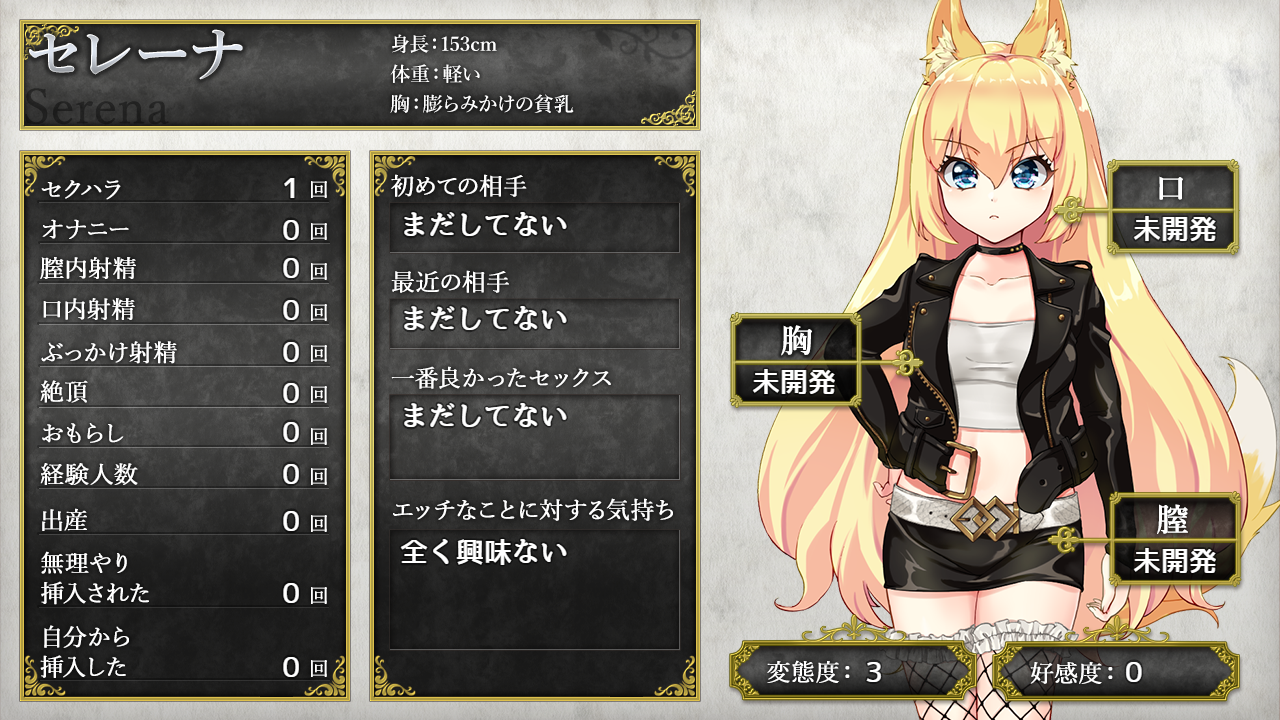 セレーナ
Serena
身長：153cm
体重：軽い
胸：膨らみかけの貧乳
セクハラ 1 回
オナニー 0 回
膣内射精 0 回
口内射精 0 回
ぶっかけ射精 0 回
絶頂 0 回
おもらし 0 回
経験人数 0 回
出産 0 回
無理やり
挿入された 0 回
自分から
挿入した 0 回
初めての相手
まだしてない
最近の相手
まだしてない
一番良かったセックス
まだしてない
エッチなことに対する気持ち
全く興味ない
口
未開発
胸
未開発
膣
未開発
変態度：3
好感度：0